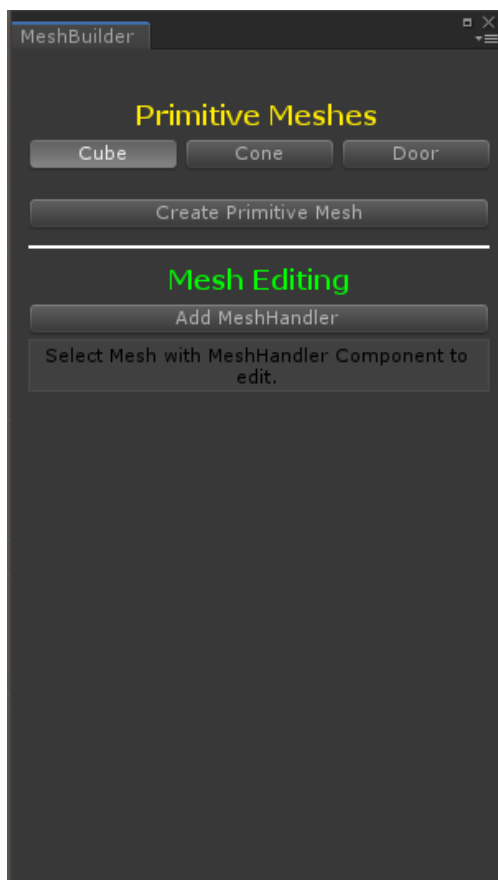 MeshBuilder
Primitive Meshes
Cube Cone Door
Create Primitive Mesh
Mesh Editing
Add MeshHandler
Select Mesh with MeshHandler Component to
edit.